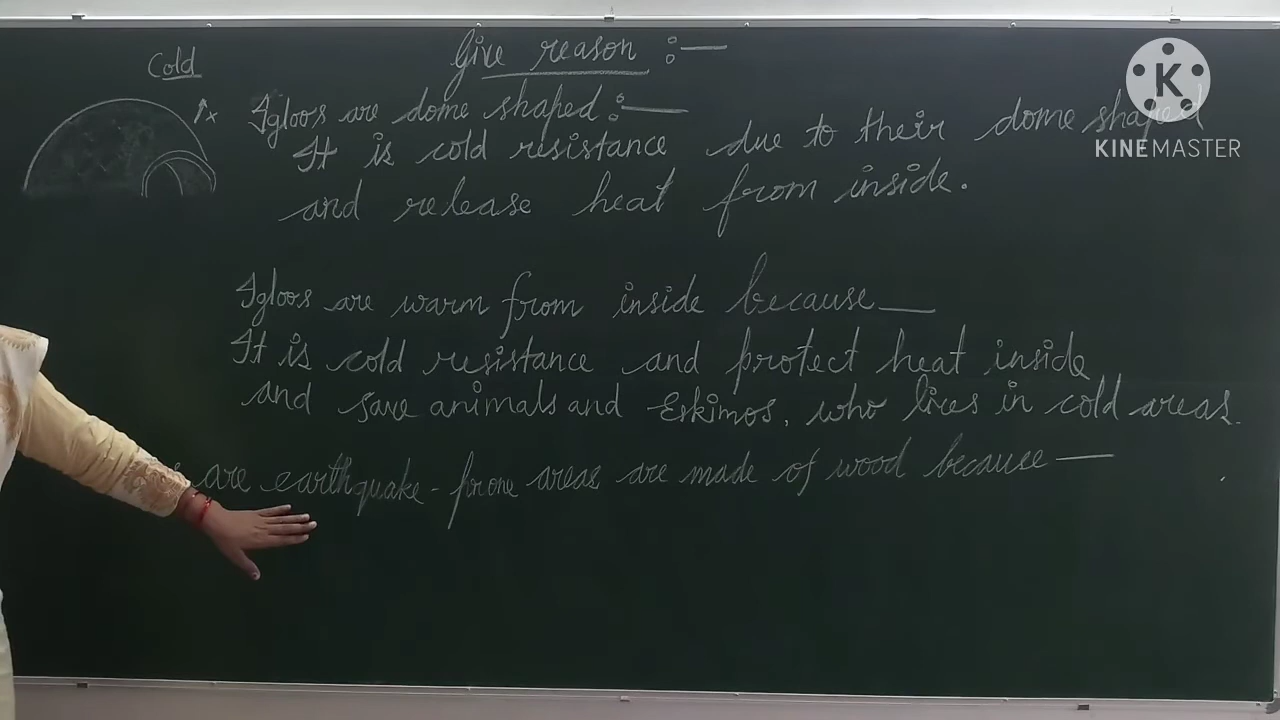 Cold
Give reason :—
Igloos are dome shaped :—
It is cold resistance due to their dome shaped
and release heat from inside.
Igloos are warm from inside because —
It is cold resistance and protect heat inside
and save animals and Eskimos, who lives in cold areas.
are earthquake - prone areas are made of wood because —
K
KINEMASTER